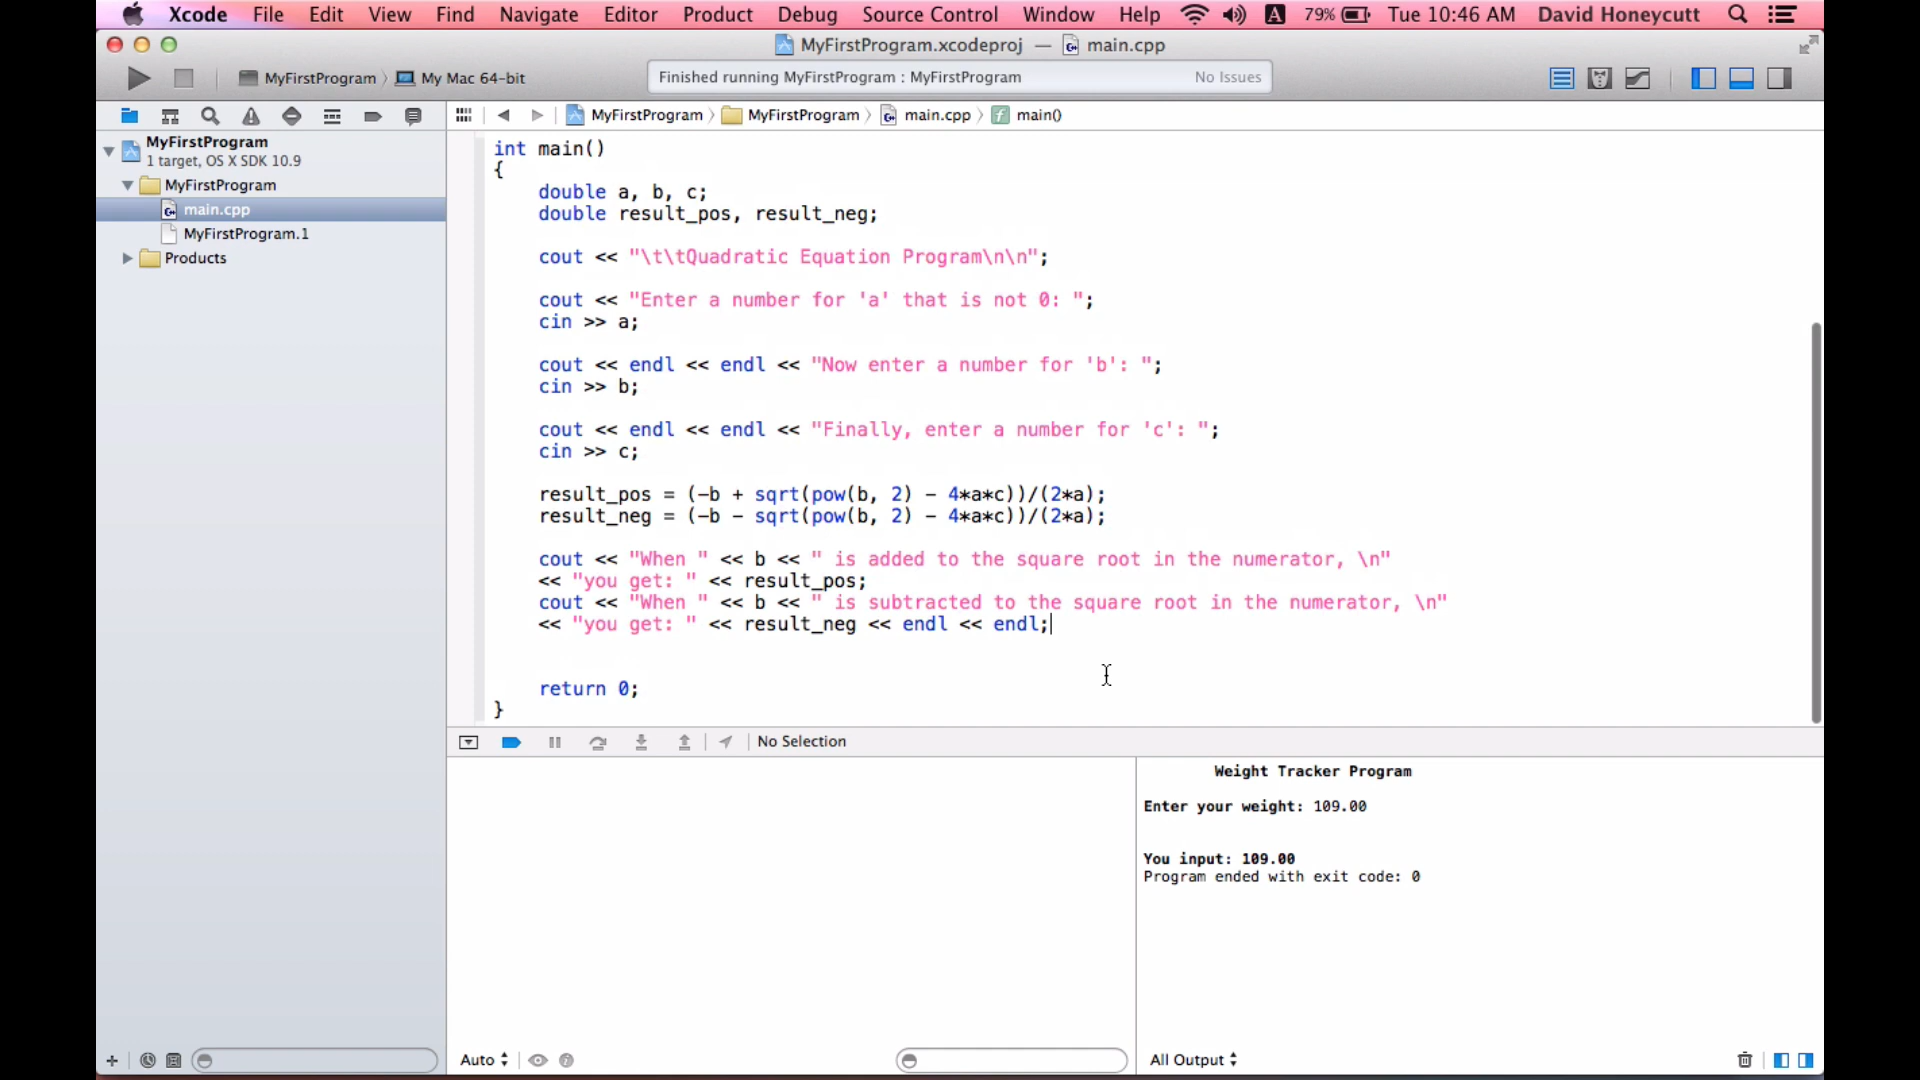 Xcode File Edit View Find Navigate Editor Product Debug Source Control Window Help A 79% Tue 10:46 AM David Honeycutt
MyFirstProgram.xcodeproj — main.cpp
MyFirstProgram My Mac 64-bit
Finished running MyFirstProgram : MyFirstProgram No Issues
MyFirstProgram MyFirstProgram main.cpp main()
MyFirstProgram
1 target, OS X SDK 10.9
MyFirstProgram
main.cpp
MyFirstProgram.1
Products
int main()
{
double a, b, c;
double result_pos, result_neg;
cout << "\t\tQuadratic Equation Program\n\n";
cout << "Enter a number for 'a' that is not 0: ";
cin >> a;
cout << endl << endl << "Now enter a number for 'b': ";
cin >> b;
cout << endl << endl << "Finally, enter a number for 'c': ";
cin >> c;
result_pos = (-b + sqrt(pow(b, 2) - 4*a*c))/(2*a);
result_neg = (-b - sqrt(pow(b, 2) - 4*a*c))/(2*a);
cout << "When " << b << " is added to the square root in the numerator, \n"
<< "you get: " << result_pos;
cout << "When " << b << " is subtracted to the square root in the numerator, \n"
<< "you get: " << result_neg << endl << endl;
return 0;
}
No Selection
Weight Tracker Program
Enter your weight: 109.00
You input: 109.00
Program ended with exit code: 0
Auto
All Output